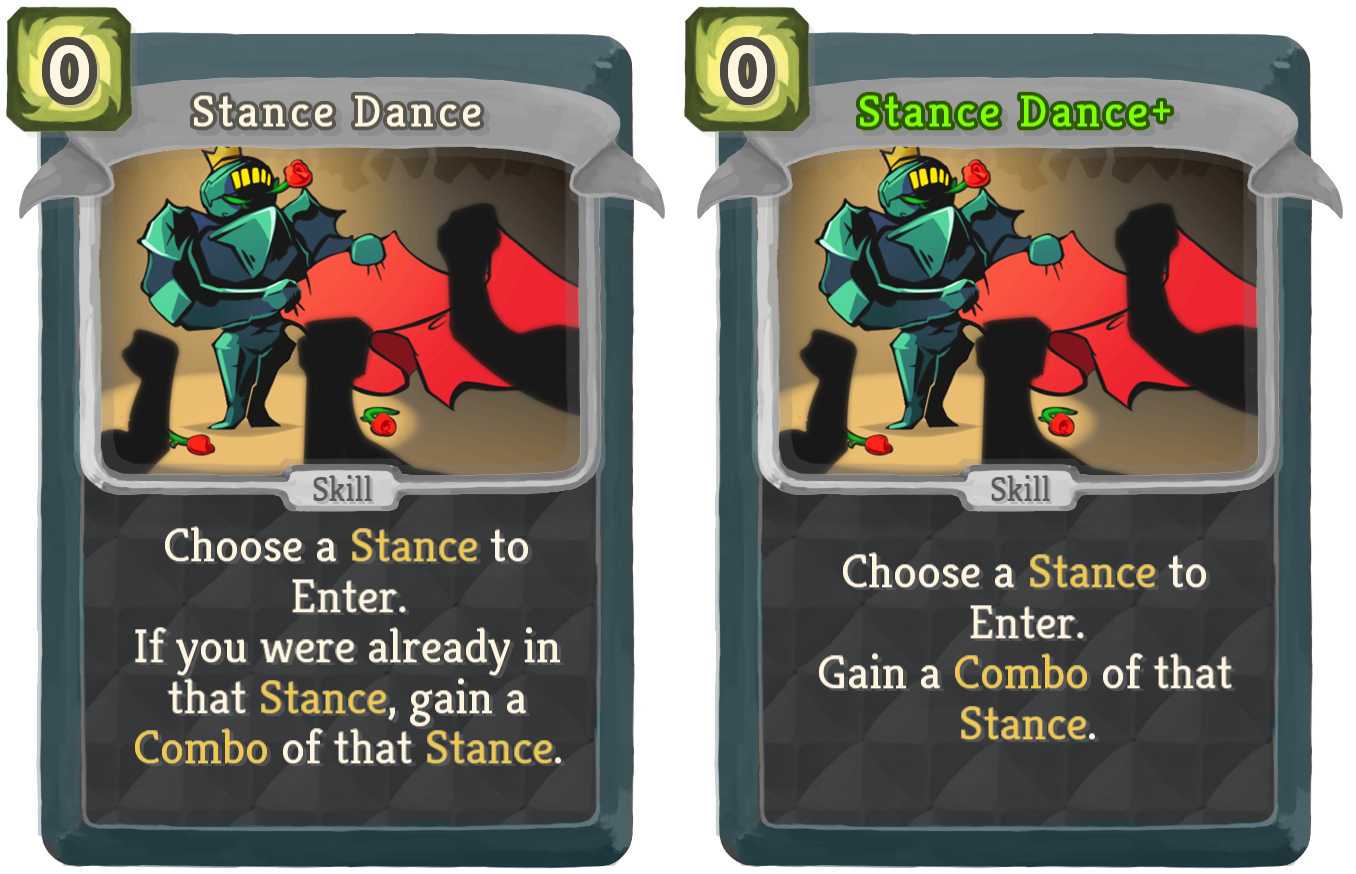 0
Stance Dance
Skill
Choose a Stance to
Enter.
If you were already in
that Stance, gain a
Combo of that Stance.
0
Stance Dance+
Skill
Choose a Stance to
Enter.
Gain a Combo of that
Stance.